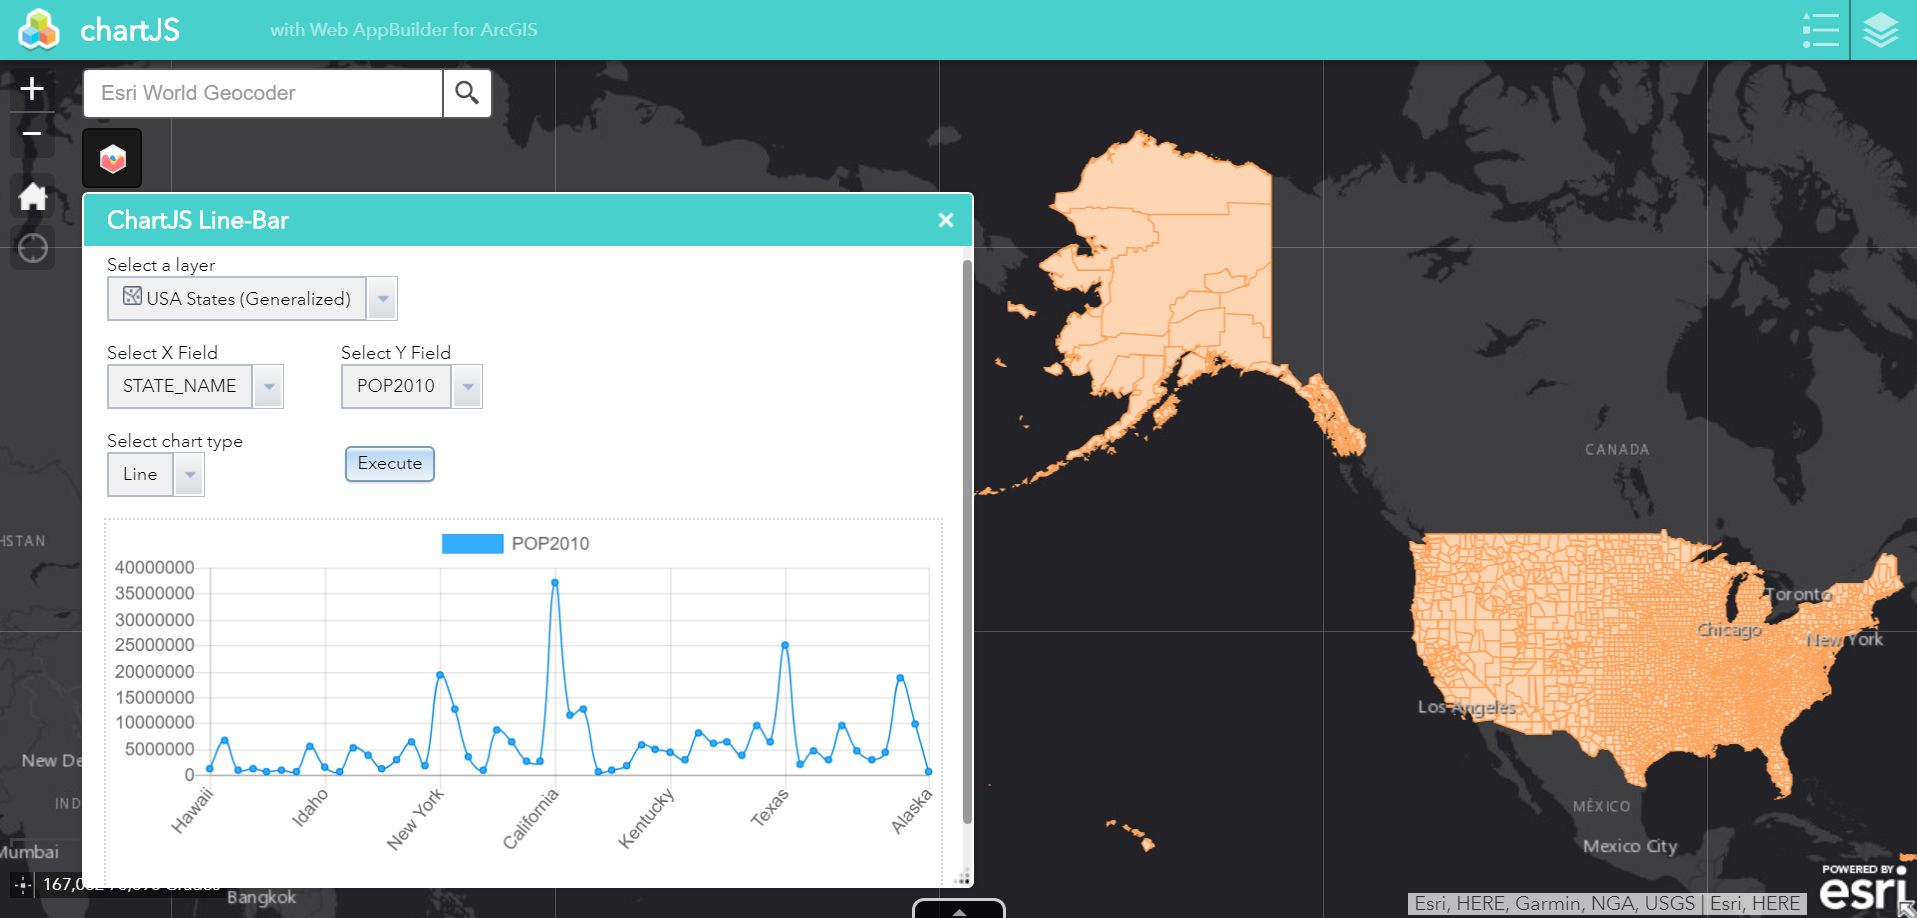 chartJS
with Web AppBuilder for ArcGIS
Esri World Geocoder
ChartJS Line-Bar
Select a layer
USA States (Generalized)
Select X Field
Select Y Field
STATE_NAME
POP2010
Select chart type
Line
Execute
POP2010
40000000
35000000
30000000
25000000
20000000
15000000
10000000
5000000
0
Hawaii
Idaho
New York
California
Kentucky
Texas
Alaska
CANADA
Toronto
Chicago
New York
Los Angeles
MÉXICO
Mexico City
HSTAN
New De
IND
Mumbai
Bangkok
Esri, HERE, Garmin, NGA, USGS | Esri, HERE
POWERED BY
esri